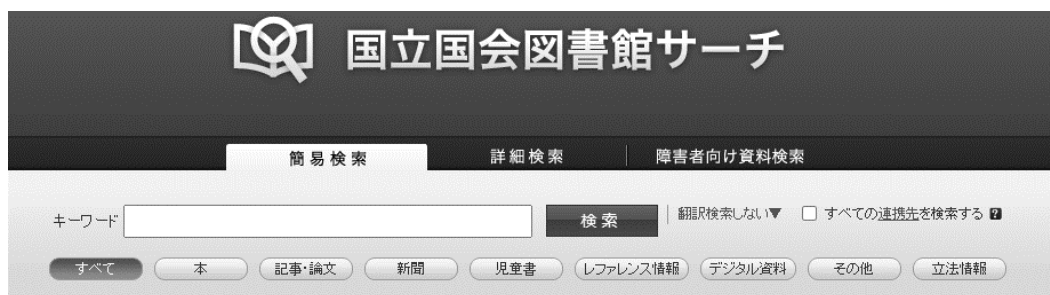 国立国会図書館サーチ
簡易検索 詳細検索 障害者向け資料検索
キーワード 検索 翻訳検索しない▼ すべての連携先を検索する ?
すべて 本 記事・論文 新聞 児童書 レファレンス情報 デジタル資料 その他 立法情報